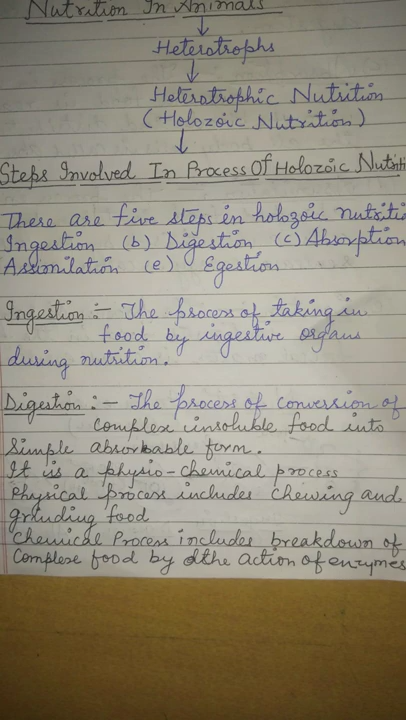 Nutrition In Animals
Heterotrophs
Heterotrophic Nutrition
(Holozoic Nutrition)
Steps Involved In Process Of Holozoic Nutriti
There are five steps in holozoic nutriti
Ingestion (b) Digestion (c) Absorption
Assimilation (e) Egestion
Ingestion :- The process of taking in
food by ingestive organs
during nutrition.
Digestion :- The process of conversion of
complex insoluble food into
Simple absorbable form.
It is a physio-chemical process
Physical process includes chewing and
grinding food
Chemical Process includes breakdown of
Complex food by the action of enzymes